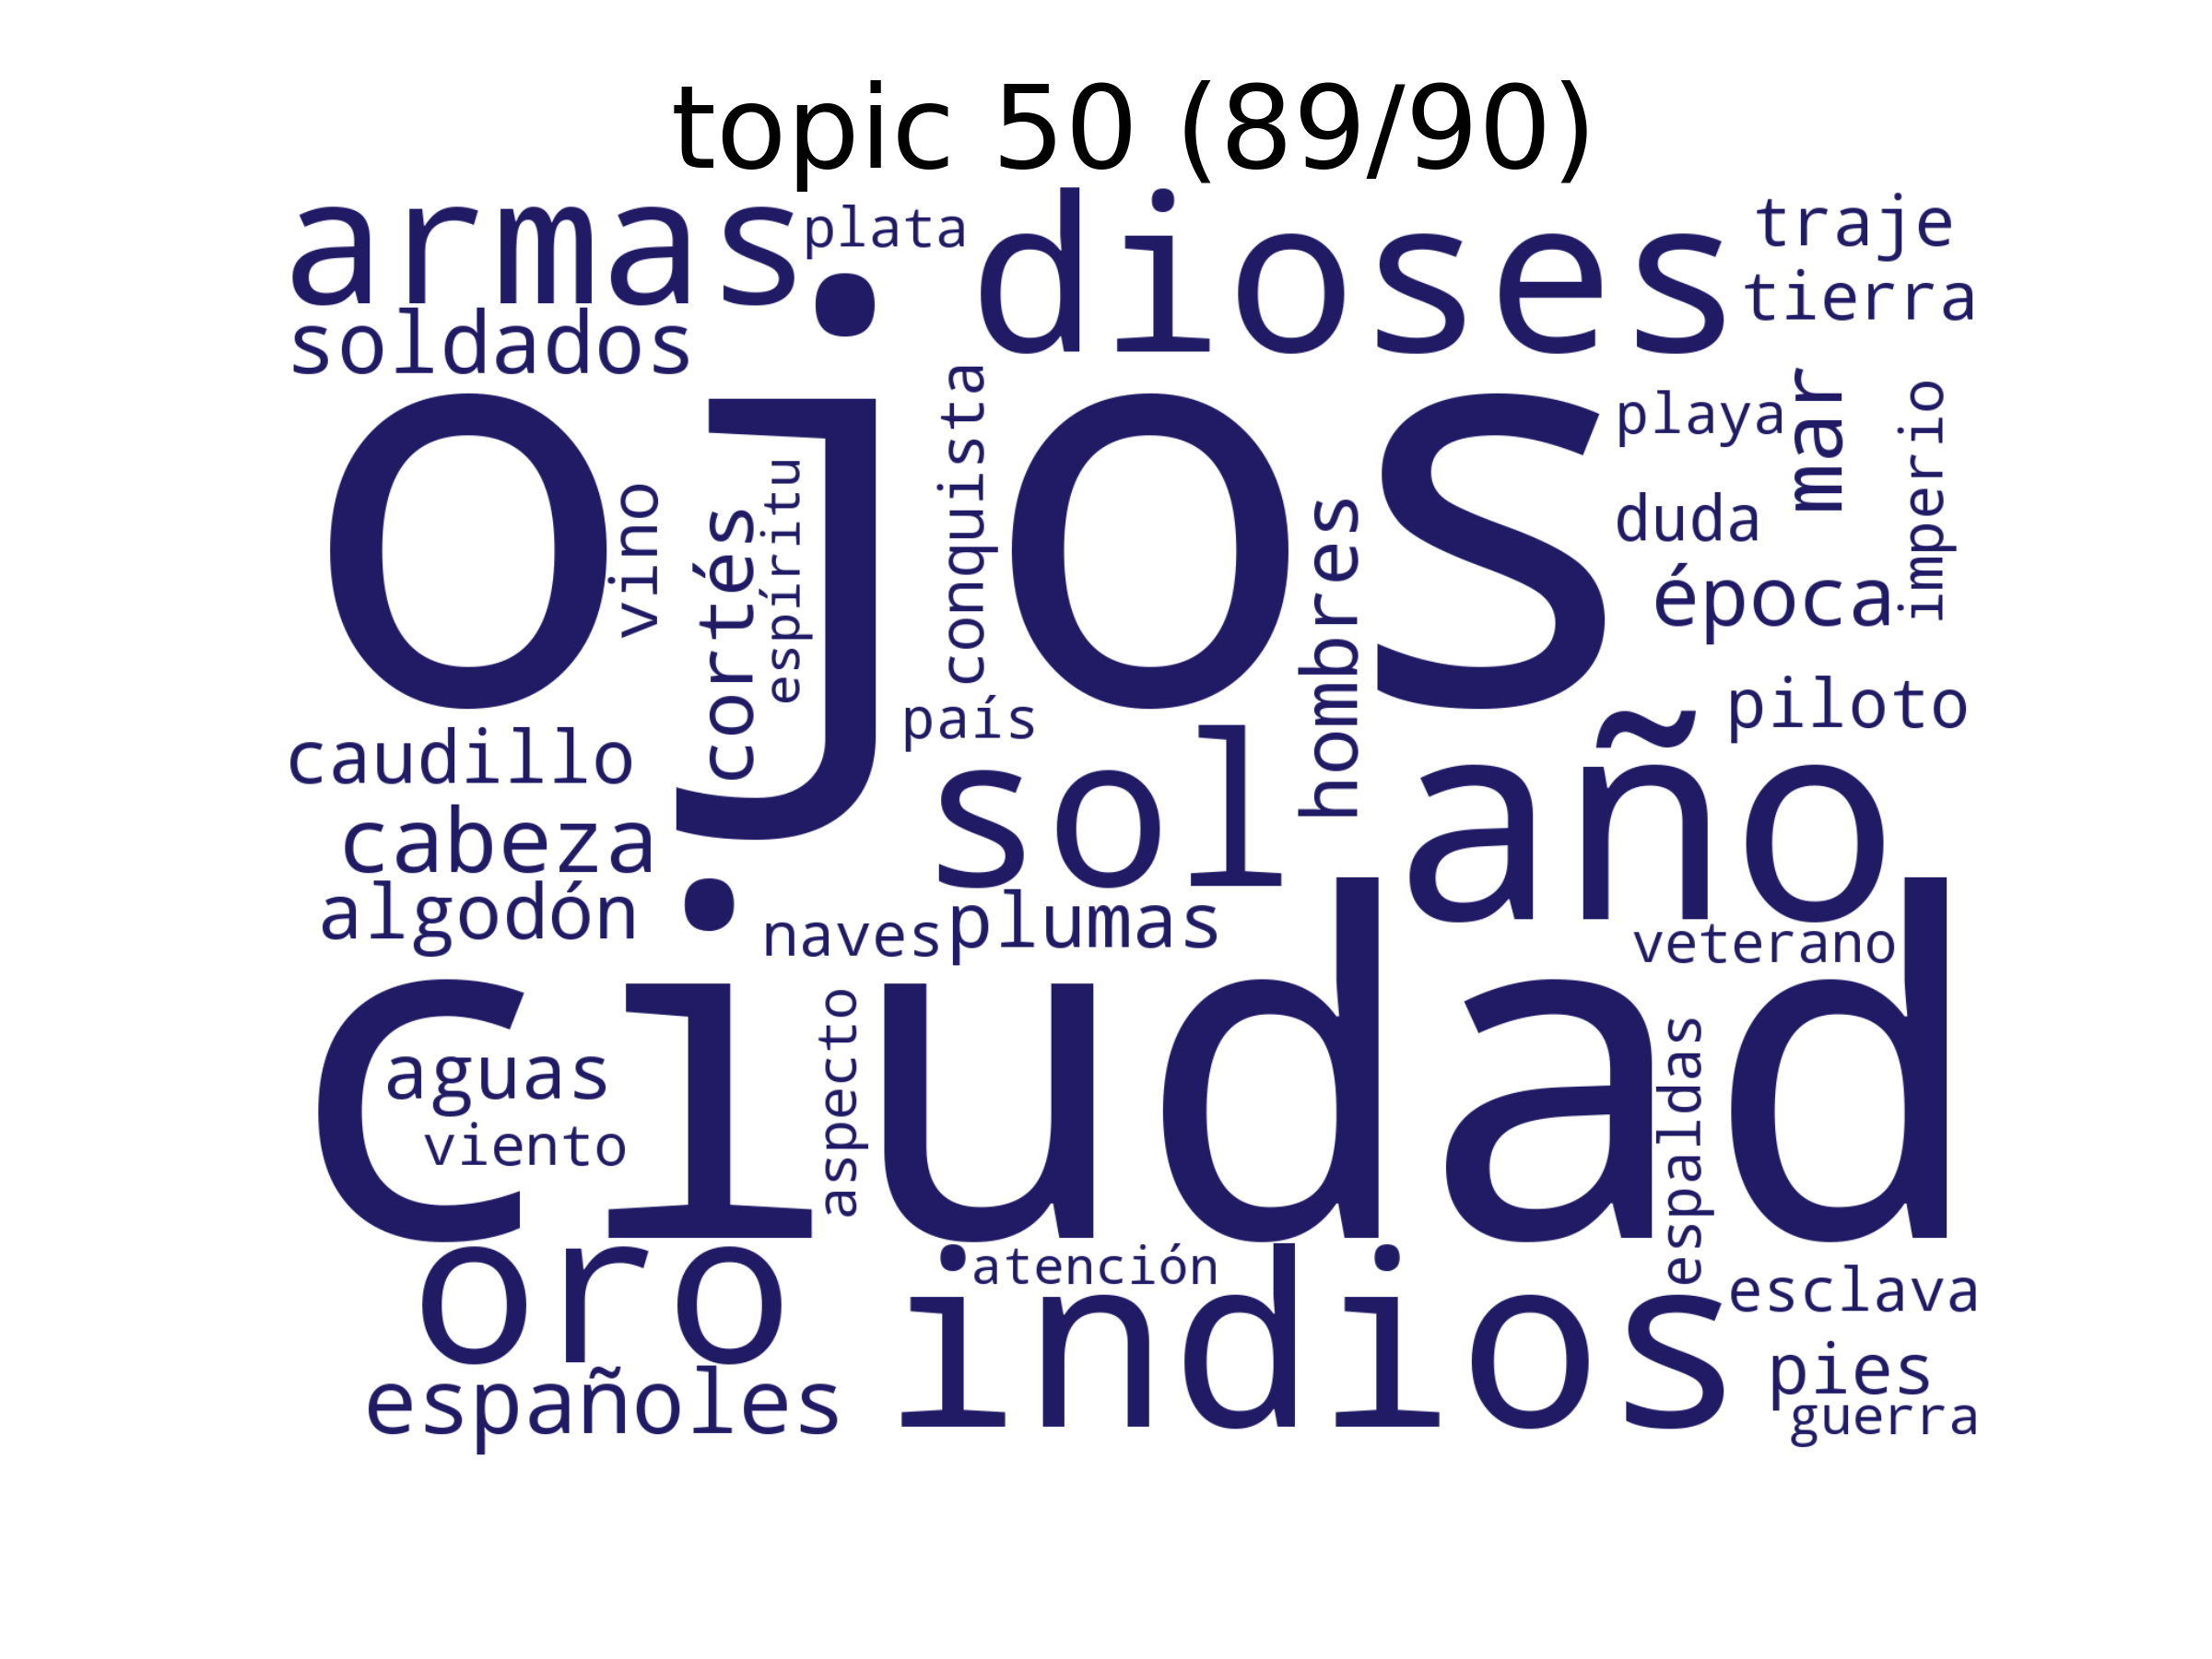 topic 50 (89/90)
armas
plata
dioses
traje
tierra
soldados
ojos
playa
mar
imperio
conquista
vino
cortés
espíritu
hombres
duda
época
país
piloto
caudillo
sol
año
cabeza
algodón
naves
plumas
veterano
ciudad
aguas
viento
aspecto
espaldas
oro
atención
indios
esclava
españoles
pies
guerra